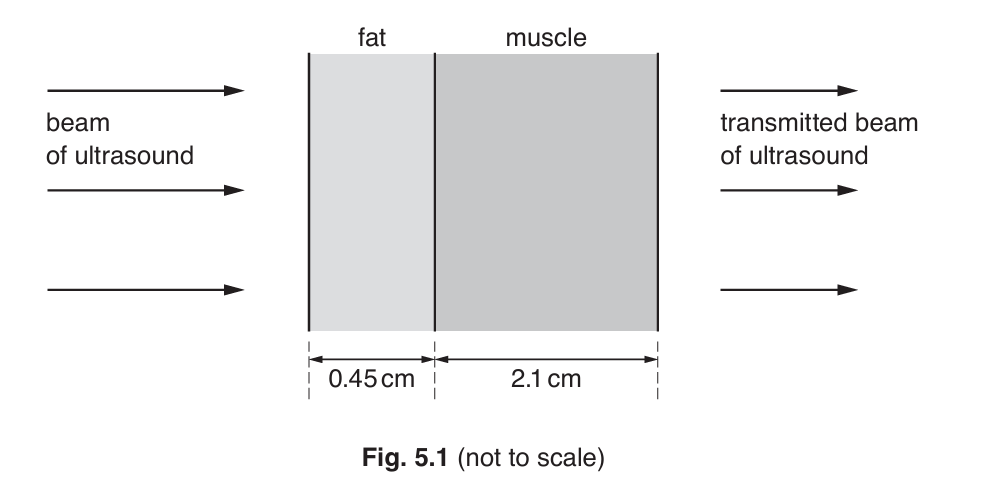 fat muscle
beam
of ultrasound
transmitted beam
of ultrasound
0.45 cm 2.1 cm
Fig. 5.1 (not to scale)